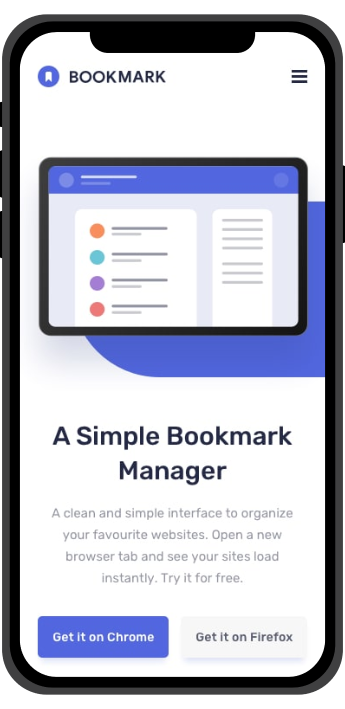 BOOKMARK
A Simple Bookmark
Manager
A clean and simple interface to organize
your favourite websites. Open a new
browser tab and see your sites load
instantly. Try it for free.
Get it on Chrome
Get it on Firefox